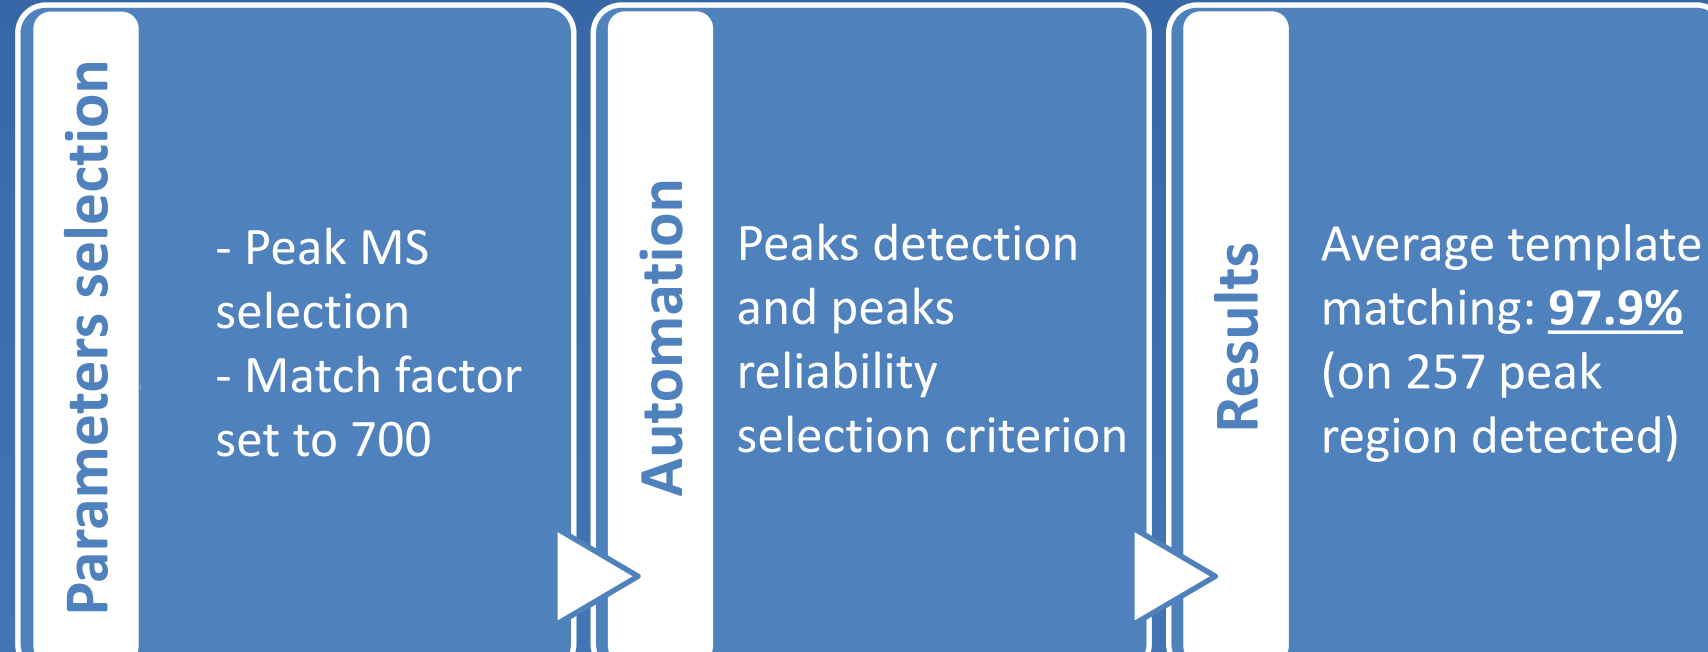 Parameters selection
- Peak MS
selection
- Match factor
set to 700
Automation
Peaks detection
and peaks
reliability
selection criterion
Results
Average template
matching: 97.9%
(on 257 peak
region detected)